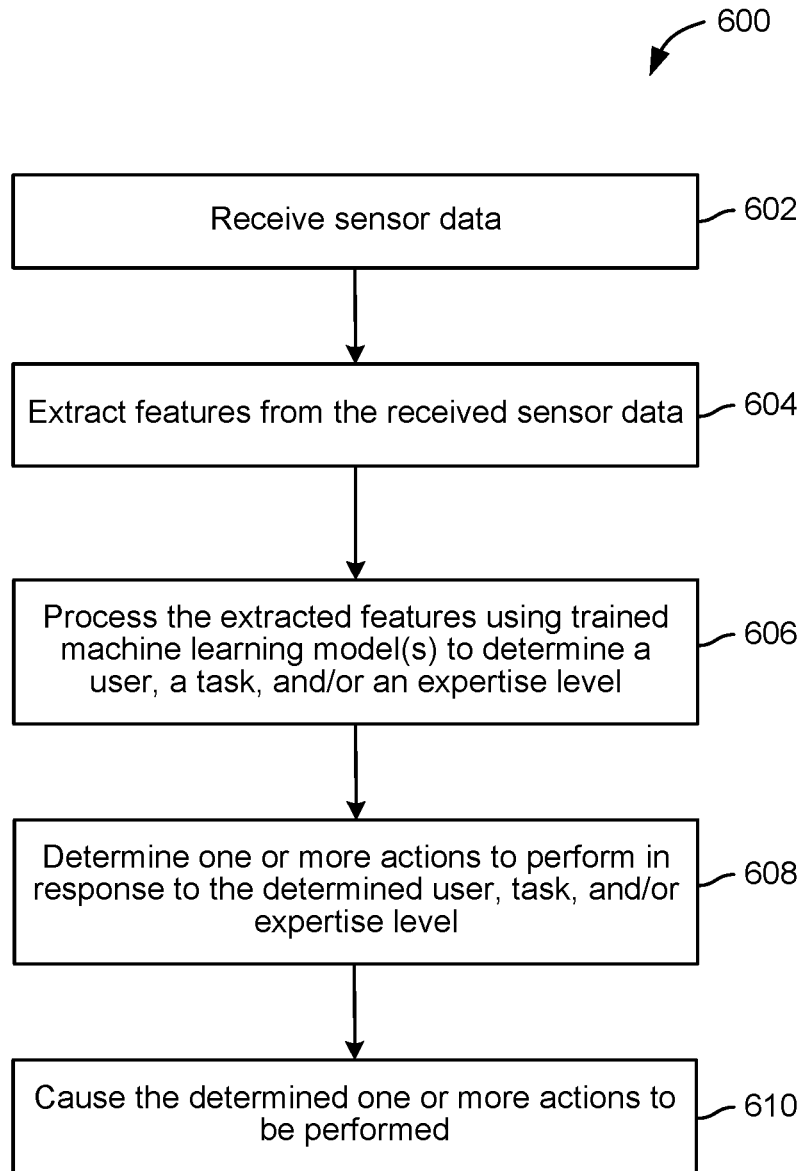 600
Receive sensor data
602
Extract features from the received sensor data
604
Process the extracted features using trained
machine learning model(s) to determine a
user, a task, and/or an expertise level
606
Determine one or more actions to perform in
response to the determined user, task, and/or
expertise level
608
Cause the determined one or more actions to
be performed
610